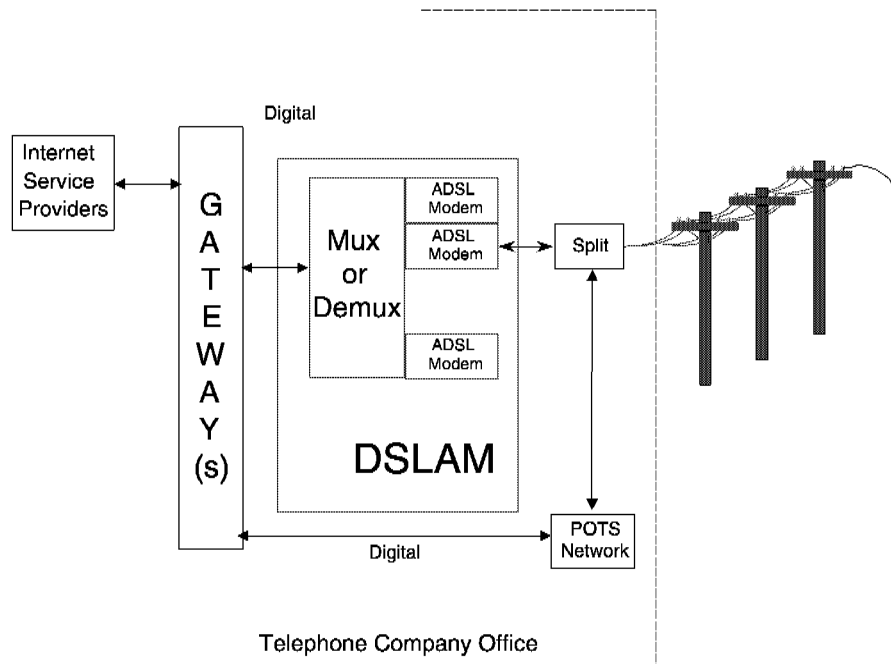 Digital
Internet
Service
Providers
G
A
T
E
W
A
Y
(s)
Mux
or
Demux
ADSL
Modem
ADSL
Modem
ADSL
Modem
DSLAM
Split
POTS
Network
Digital
Telephone Company Office